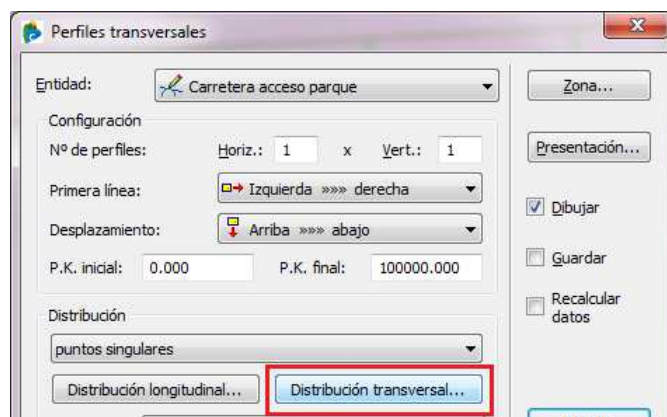 Perfiles transversales
Entidad: Carretera acceso parque
Zona...
Configuración
Nº de perfiles: Horiz.: 1 x Vert.: 1
Presentación...
Primera línea: Izquierda »»» derecha
Dibujar
Desplazamiento: Arriba »»» abajo
Guardar
P.K. inicial: 0.000 P.K. final: 100000.000
Recalcular
datos
Distribución
puntos singulares
Distribución longitudinal... Distribución transversal...